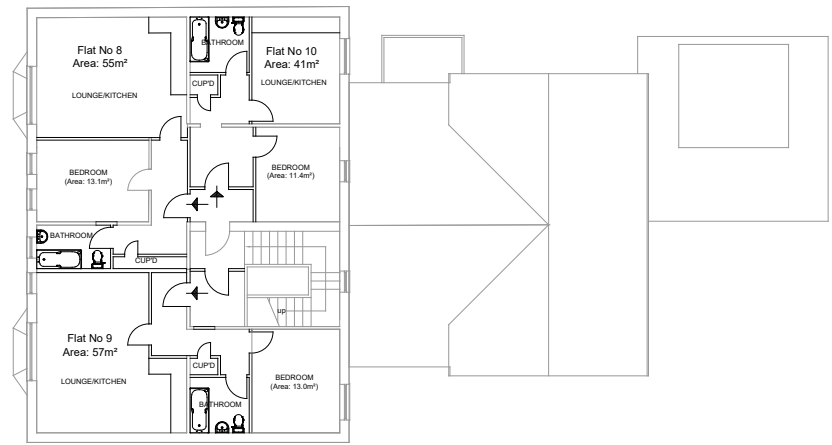 Flat No 8
Area: 55m²
LOUNGE/KITCHEN
BATHROOM
Flat No 10
Area: 41m²
LOUNGE/KITCHEN
CUP'D
BEDROOM
(Area: 13.1m²)
BEDROOM
(Area: 11.4m²)
BATHROOM
CUP'D
up
Flat No 9
Area: 57m²
LOUNGE/KITCHEN
CUP'D
BEDROOM
(Area: 13.0m²)
BATHROOM